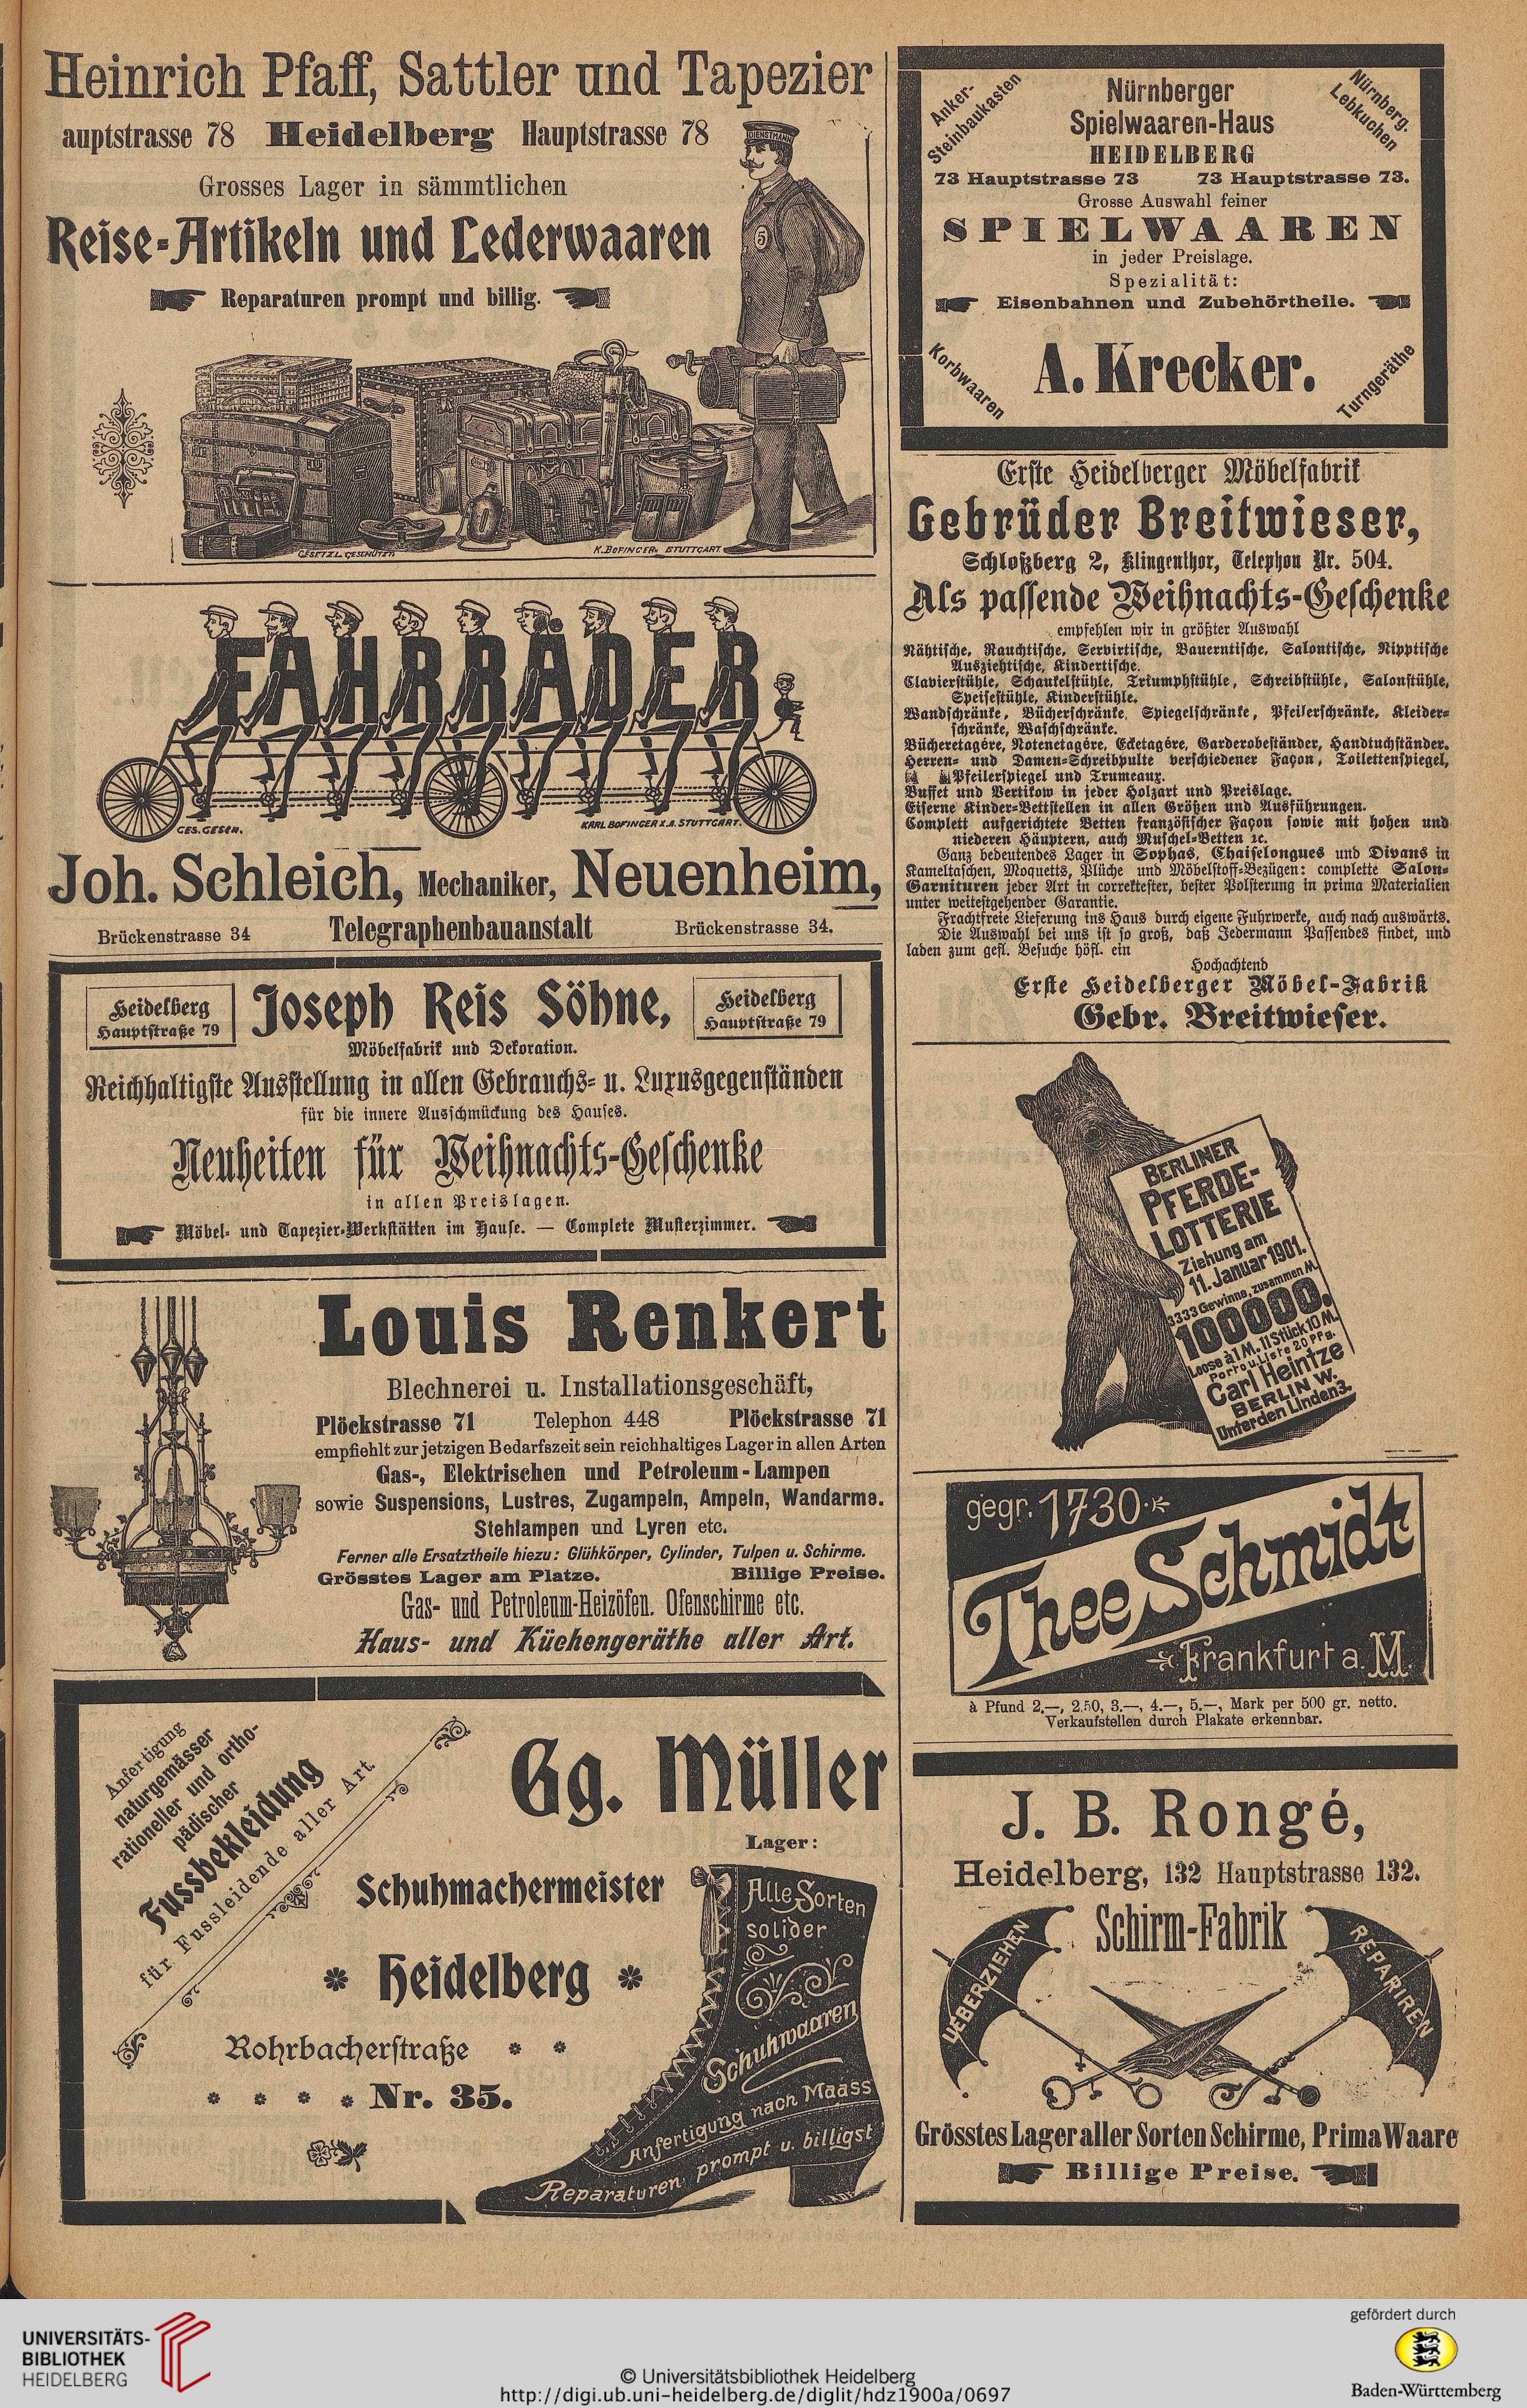 Heinrich Pfaff, Sattler und Tapezier
auptstrasse 78 Heidelberg Hauptstrasse 78
Grosses Lager in sämmtlichen
Reise-Artikeln und Lederwaaren
Reparaturen prompt und billig.
DIENSTMANN
5
GESETZL. GESCHÜTZT
K. BOFINGER. STUTTGART
FAHRRÄDER
GES. GESCH.
KARL BOFINGER X.A. STUTTGART.
Joh. Schleich, Mechaniker, Neuenheim,
Brückenstrasse 34 Telegraphenbauanstalt Brückenstrasse 34.
Heidelberg
Hauptstraße 79
Joseph Reis Söhne,
Heidelberg
Hauptstraße 79
Möbelfabrik und Dekoration.
Reichhaltigste Ausstellung in allen Gebrauchs- u. Luxusgegenständen
für die innere Ausschmückung des Hauses.
Neuheiten für Weihnachts-Geschenke
in allen Preislagen.
Möbel- und Tapezier-Werkstätten im Hause. — Complete Musterzimmer.
Louis Renkert
Blechnerei u. Installationsgeschäft,
Plöckstrasse 71 Telephon 448 Plöckstrasse 71
empfiehlt zur jetzigen Bedarfszeit sein reichhaltiges Lager in allen Arten
Gas-, Elektrischen und Petroleum-Lampen
sowie Suspensions, Lustres, Zugampeln, Ampeln, Wandarme.
Stehlampen und Lyren etc.
Ferner alle Ersatztheile hiezu: Glühkörper, Cylinder, Tulpen u. Schirme.
Grösstes Lager am Platze. Billige Preise.
Gas- und Petroleum-Heizöfen. Ofenschirme etc.
Haus- und Küchengeräthe aller Art.
Anfertigung
naturgemässer
rationeller und ortho-
pädischer
Fussbekleidung
für Fussleidende aller Art.
Gg. Müller
Lager:
Schuhmachermeister
* Heidelberg *
Rohrbacherstraße * *
* * * * Nr. 35.
Alle Sorten
solider
Schuhwaaren
Anfertigung nach Maass
Reparaturen prompt u. billigst
Anker-
Steinbaukasten
Nürnberger
Spielwaaren-Haus
HEIDELBERG
Nürnberg.
Lebkuchen
73 Hauptstrasse 73 73 Hauptstrasse 73.
Grosse Auswahl feiner
SPIELWAAREN
in jeder Preislage.
Spezialität:
Eisenbahnen und Zubehörtheile.
Korbwaaren
A. Krecker.
Turngeräthe
Erste Heidelberger Möbelfabrik
Gebrüder Breitwieser,
Schloßberg 2, Klingenthor, Telephon Nr. 504.
Als passende Weihnachts-Geschenke
empfehlen wir in größter Auswahl
Nähtische, Rauchtische, Servirtische, Bauerntische, Salontische, Nipptische
Ausziehtische, Kindertische.
Clavierstühle, Schaukelstühle, Triumphstühle, Schreibstühle, Salonstühle,
Speisestühle, Kinderstühle.
Wandschränke, Bücherschränke, Spiegelschränke, Pfeilerschränke, Kleider-
schränke, Waschschränke.
Bücheretagére, Notenetagére, Ecketagére, Garderobeständer, Handtuchständer.
Herren- und Damen-Schreibpulte verschiedener Façon, Toilettenspiegel,
Pfeilerspiegel und Trumeaux.
Buffet und Vertikow in jeder Holzart und Preislage.
Eiserne Kinder-Bettstellen in allen Größen und Ausführungen.
Complett aufgerichtete Betten französischer Façon sowie mit hohen und
niederen Häuptern, auch Muschel-Betten ꝛc.
Ganz bedeutendes Lager in Sophas, Chaiselongues und Divans in
Kameltaschen, Moquetts, Plüche und Möbelstoff-Bezügen: complette Salon-
Garnituren jeder Art in correktester, bester Polsterung in prima Materialien
unter weitestgehender Garantie.
Frachtfreie Lieferung ins Haus durch eigene Fuhrwerke, auch nach auswärts.
Die Auswahl bei uns ist so groß, daß Jedermann Passendes findet, und
laden zum gefl. Besuche höfl. ein
Hochachtend
Erste Heidelberger Möbel-Fabrik
Gebr. Breitwieser.
BERLINER
PFERDE-
LOTTERIE
Ziehung am
11. Januar 1901.
3333 Gewinne, zusammen M.
100000.
Loose à 1 M. 11 Stück 10 M.
Porto u. Liste 20 Pfg.
Carl Heintze
BERLIN W.
Unter den Linden 3.
gegr. 1730.
Thee Schmidt
Frankfurt a. M.
à Pfund 2.—, 2.50, 3.—, 4.—, 5.—, Mark per 500 gr. netto.
Verkaufstellen durch Plakate erkennbar.
J. B. Rongé,
Heidelberg, 132 Hauptstrasse 132.
Schirm-Fabrik
UEBERZIEHEN
REPARIREN
Grösstes Lager aller Sorten Schirme, Prima Waare
Billige Preise.
UNIVERSITÄTS-
BIBLIOTHEK
HEIDELBERG
© Universitätsbibliothek Heidelberg
http://digi.ub.uni-heidelberg.de/diglit/hdz1900a/0697
gefördert durch
Baden-Württemberg